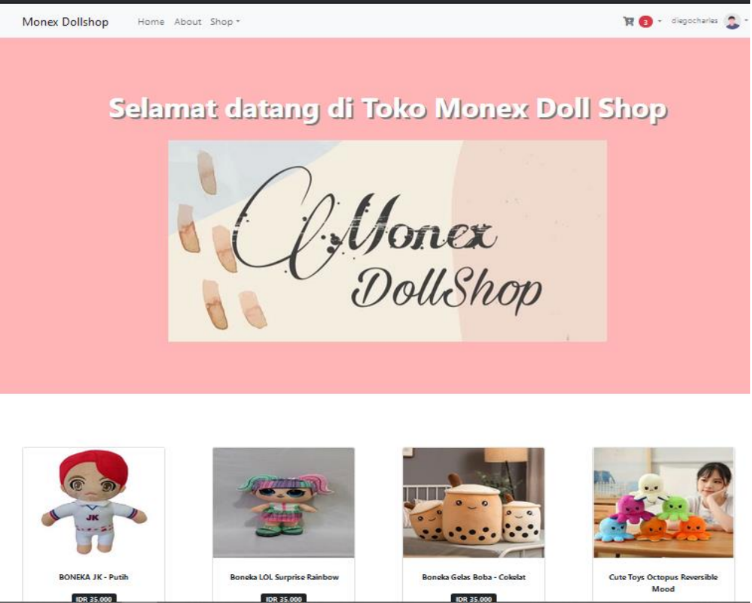 Monex Dollshop Home About Shop 3 diegocharles
Selamat datang di Toko Monex Doll Shop
Monex
DollShop
JK
BONEKA JK - Putih
IDR 35.000
Boneka LOL Surprise Rainbow
IDR 35.000
Boneka Gelas Boba - Cokelat
IDR 35.000
Cute Toys Octopus Reversible
Mood